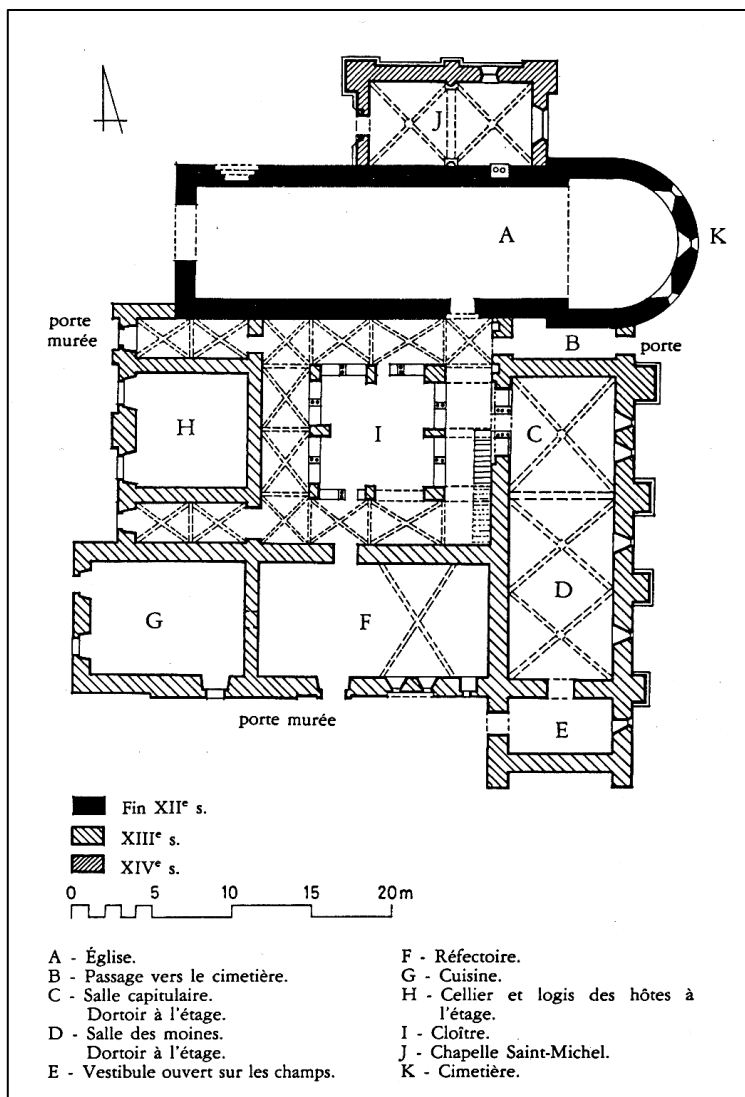 J
A
K
porte
murée
B
porte
H
I
C
G
F
D
porte murée
E
Fin XIIe s.
XIIIe s.
XIVe s.
0 5 10 15 20 m
A - Église.
B - Passage vers le cimetière.
C - Salle capitulaire.
Dortoir à l'étage.
D - Salle des moines.
Dortoir à l'étage.
E - Vestibule ouvert sur les champs.
F - Réfectoire.
G - Cuisine.
H - Cellier et logis des hôtes à
l'étage.
I - Cloître.
J - Chapelle Saint-Michel.
K - Cimetière.